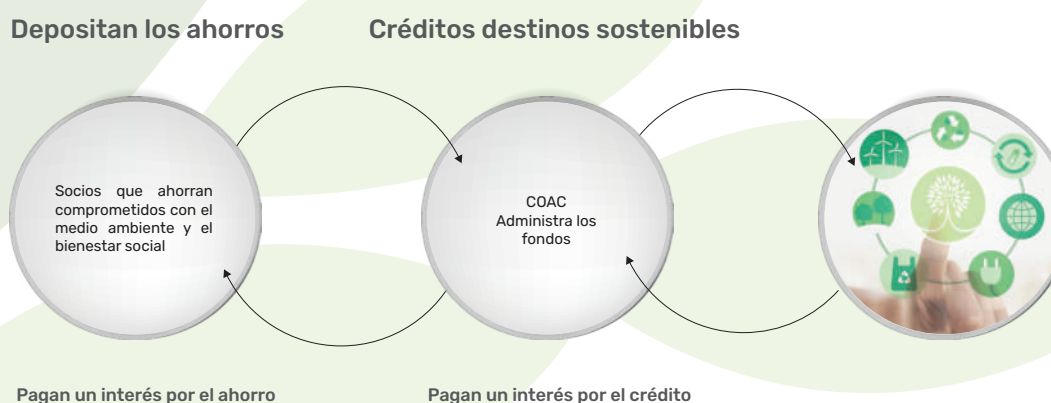 Depositan los ahorros
Créditos destinos sostenibles
Socios que ahorran
comprometidos con el
medio ambiente y el
bienestar social
COAC
Administra los
fondos
Pagan un interés por el ahorro
Pagan un interés por el crédito